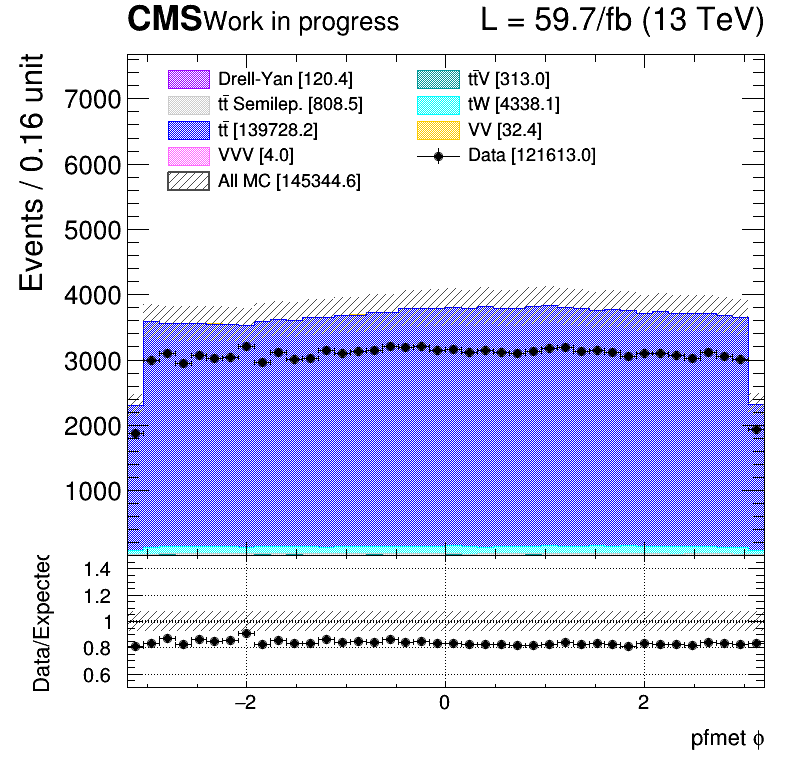 CMS Work in progress L = 59.7/fb (13 TeV)
Events / 0.16 unit
Drell-Yan [120.4]
tt̄ Semilep. [808.5]
tt̄ [139728.2]
VVV [4.0]
All MC [145344.6]
tt̄V [313.0]
tW [4338.1]
VV [32.4]
Data [121613.0]
7000
6000
5000
4000
3000
2000
1000
Data/Expected
1.4
1.2
1
0.8
0.6
−2 0 2
pfmet ϕ